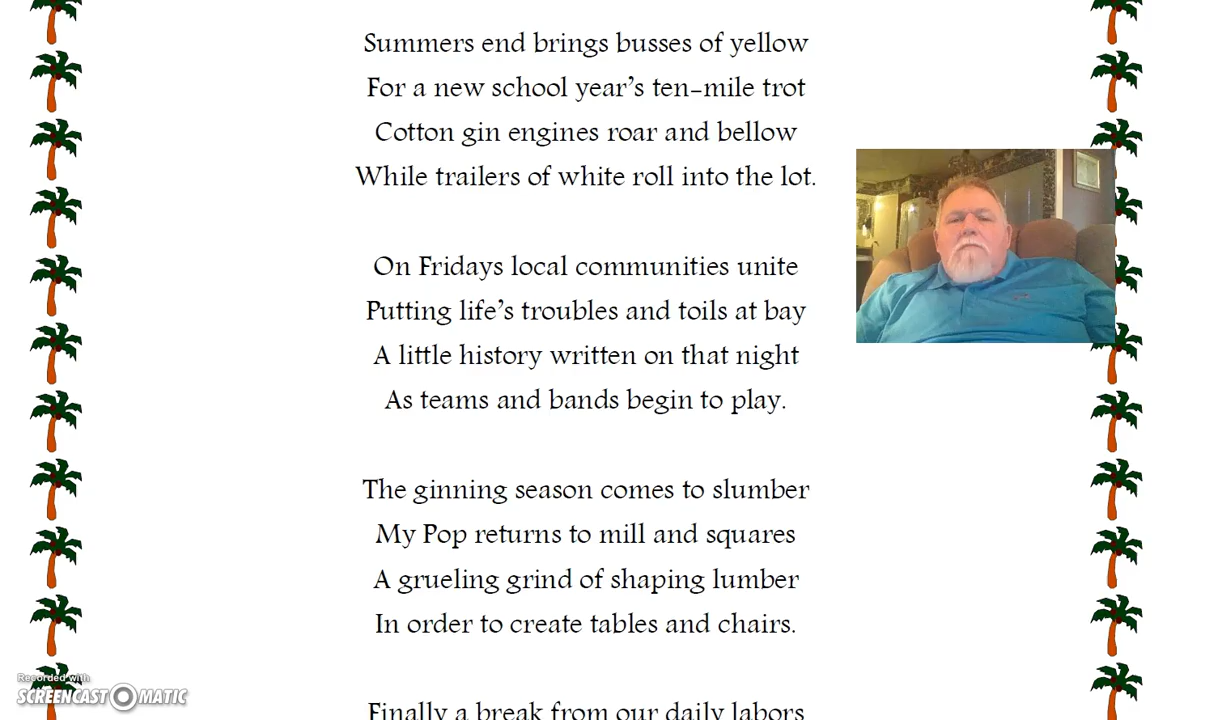 Summers end brings busses of yellow
For a new school year's ten-mile trot
Cotton gin engines roar and bellow
While trailers of white roll into the lot.
On Fridays local communities unite
Putting life's troubles and toils at bay
A little history written on that night
As teams and bands begin to play.
The ginning season comes to slumber
My Pop returns to mill and squares
A grueling grind of shaping lumber
In order to create tables and chairs.
Finally a break from our daily labors
Recorded with
SCREENCAST-O-MATIC